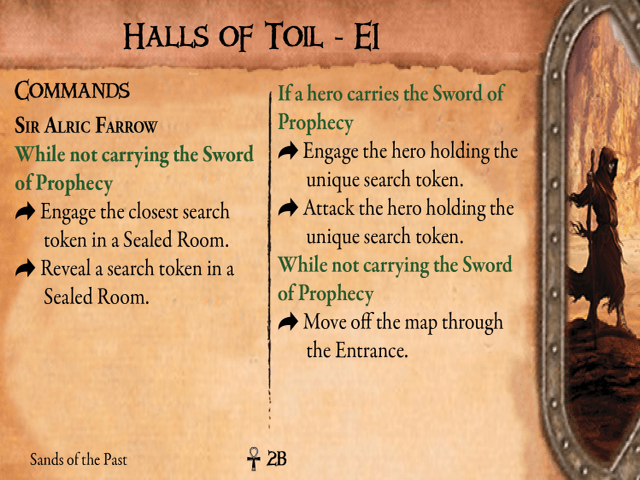 Halls of Toil - E1
Commands
Sir Alric Farrow
While not carrying the Sword
of Prophecy
Engage the closest search
token in a Sealed Room.
Reveal a search token in a
Sealed Room.
If a hero carries the Sword of
Prophecy
Engage the hero holding the
unique search token.
Attack the hero holding the
unique search token.
While not carrying the Sword
of Prophecy
Move off the map through
the Entrance.
Sands of the Past
2B